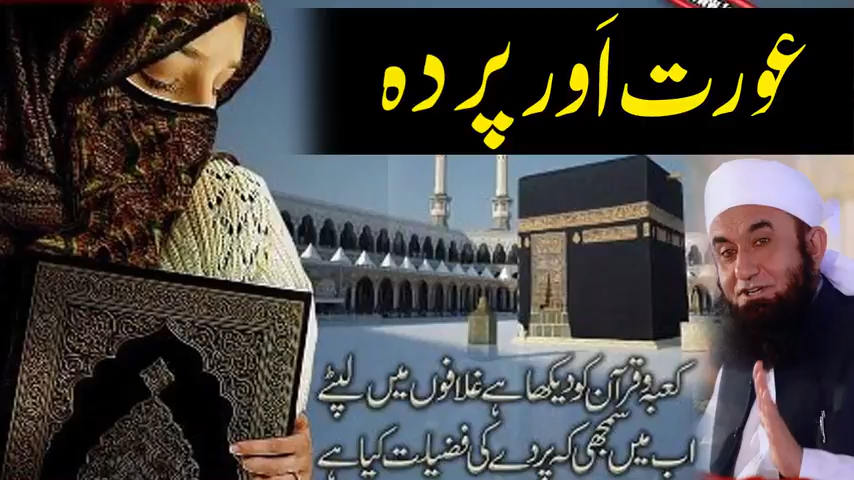 عورت اَور پردہ
کعبہ و قرآن کو دیکھا ہے غلافوں میں لپٹے
اب میں سمجھی کہ پردے کی فضیات کیا ہے